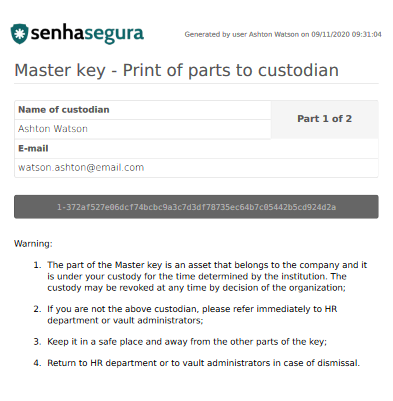 senhasegura
Generated by user Ashton Watson on 09/11/2020 09:31:04
Master key - Print of parts to custodian
Name of custodian
Part 1 of 2
Ashton Watson
E-mail
watson.ashton@email.com
1-372af527e06dcf74bcbc9a3c7d3df78735ec64b7c05442b5cd924d2a
Warning:
1. The part of the Master key is an asset that belongs to the company and it
is under your custody for the time determined by the institution. The
custody may be revoked at any time by decision of the organization;
2. If you are not the above custodian, please refer immediately to HR
department or vault administrators;
3. Keep it in a safe place and away from the other parts of the key;
4. Return to HR department or to vault administrators in case of dismissal.